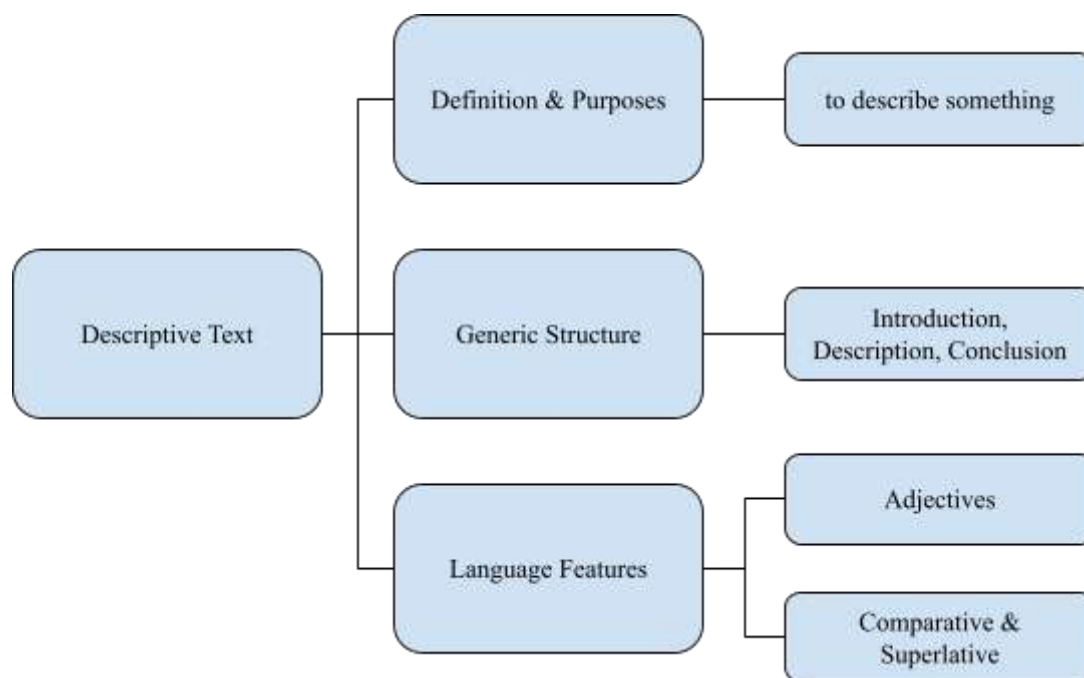 Definition & Purposes
to describe something
Descriptive Text
Generic Structure
Introduction,
Description, Conclusion
Language Features
Adjectives
Comparative &
Superlative